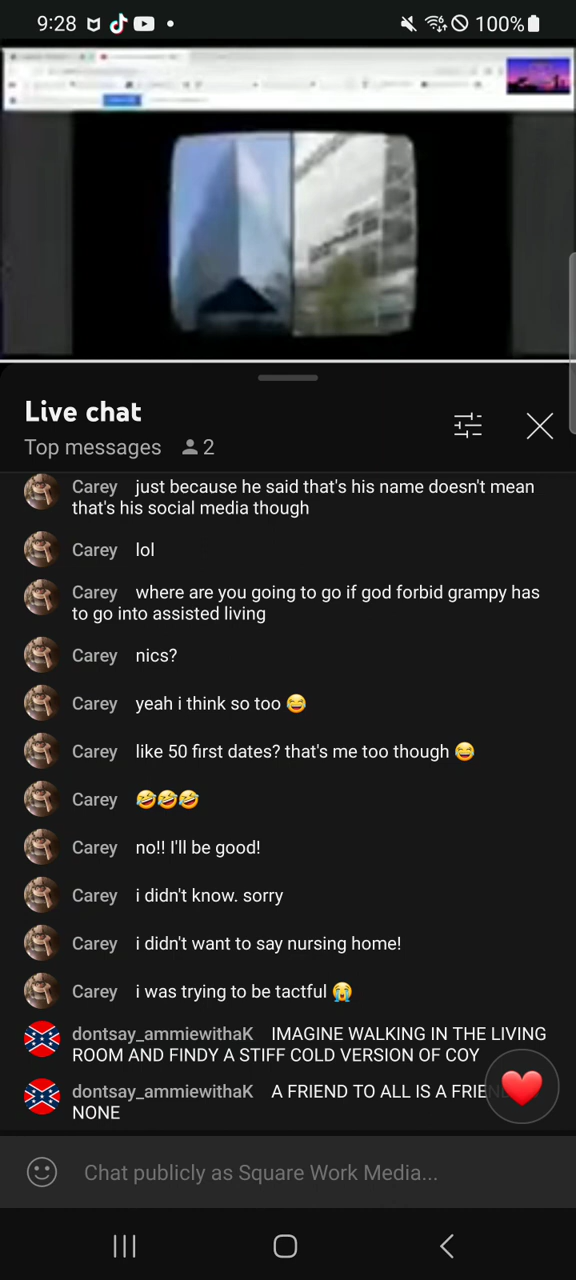 9:28
100%
Live chat
Top messages 2
Carey just because he said that's his name doesn't mean
that's his social media though
Carey lol
Carey where are you going to go if god forbid grampy has
to go into assisted living
Carey nics?
Carey yeah i think so too 😂
Carey like 50 first dates? that's me too though 😂
Carey 🤣🤣🤣
Carey no!! I'll be good!
Carey i didn't know. sorry
Carey i didn't want to say nursing home!
Carey i was trying to be tactful 😭
dontsay_ammiewithaK IMAGINE WALKING IN THE LIVING
ROOM AND FINDY A STIFF COLD VERSION OF COY
dontsay_ammiewithaK A FRIEND TO ALL IS A
NONE
Chat publicly as Square Work Media...